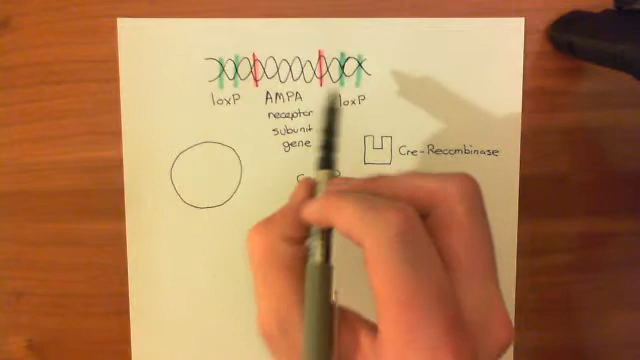 loxP AMPA loxP
receptor
subunit
gene
Cre-Recombinase